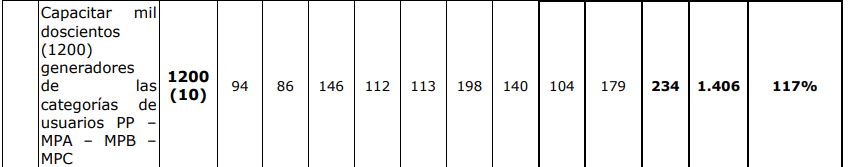 Capacitar mil
doscientos
(1200)
generadores
de las
categorías de
usuarios PP –
MPA – MPB –
MPC
1200
(10)
94 86 146 112 113 198 140 104 179 234 1.406 117%